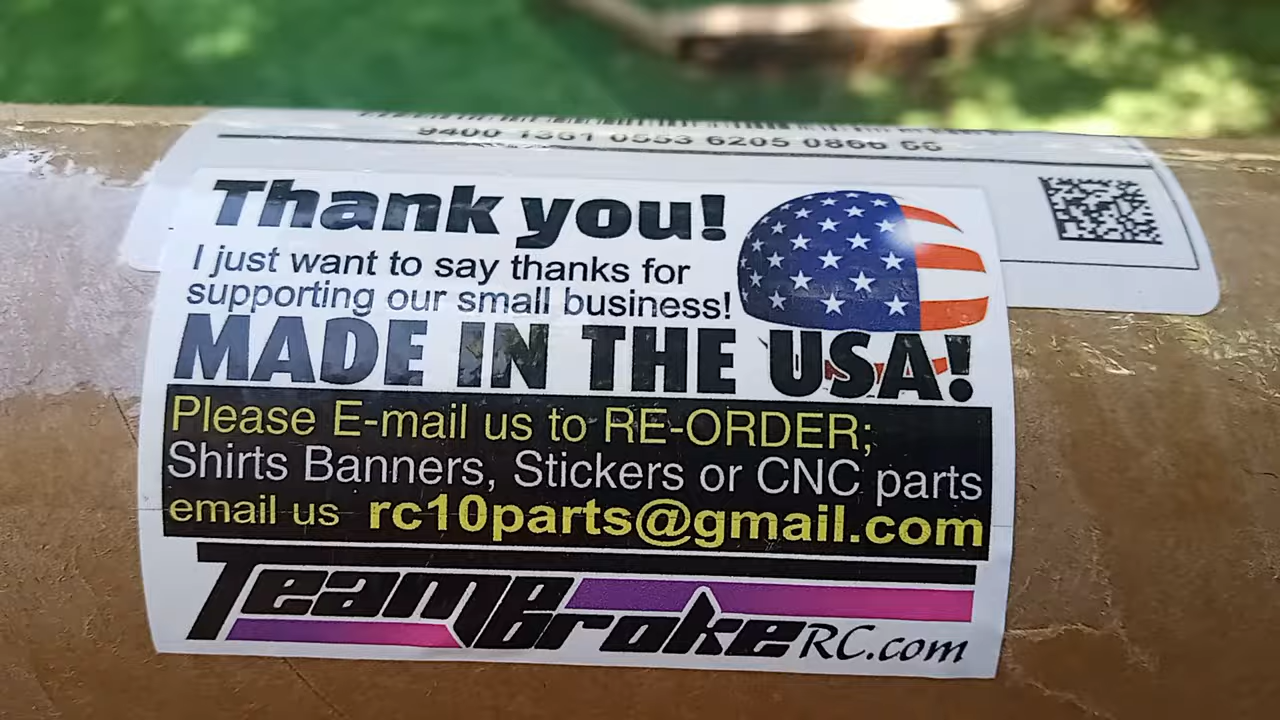 9400 1361 0553 6205 0866 66
Thank you!
I just want to say thanks for
supporting our small business!
MADE IN THE USA!
Please E-mail us to RE-ORDER;
Shirts Banners, Stickers or CNC parts
email us rc10parts@gmail.com
TeamBrokeRC.com